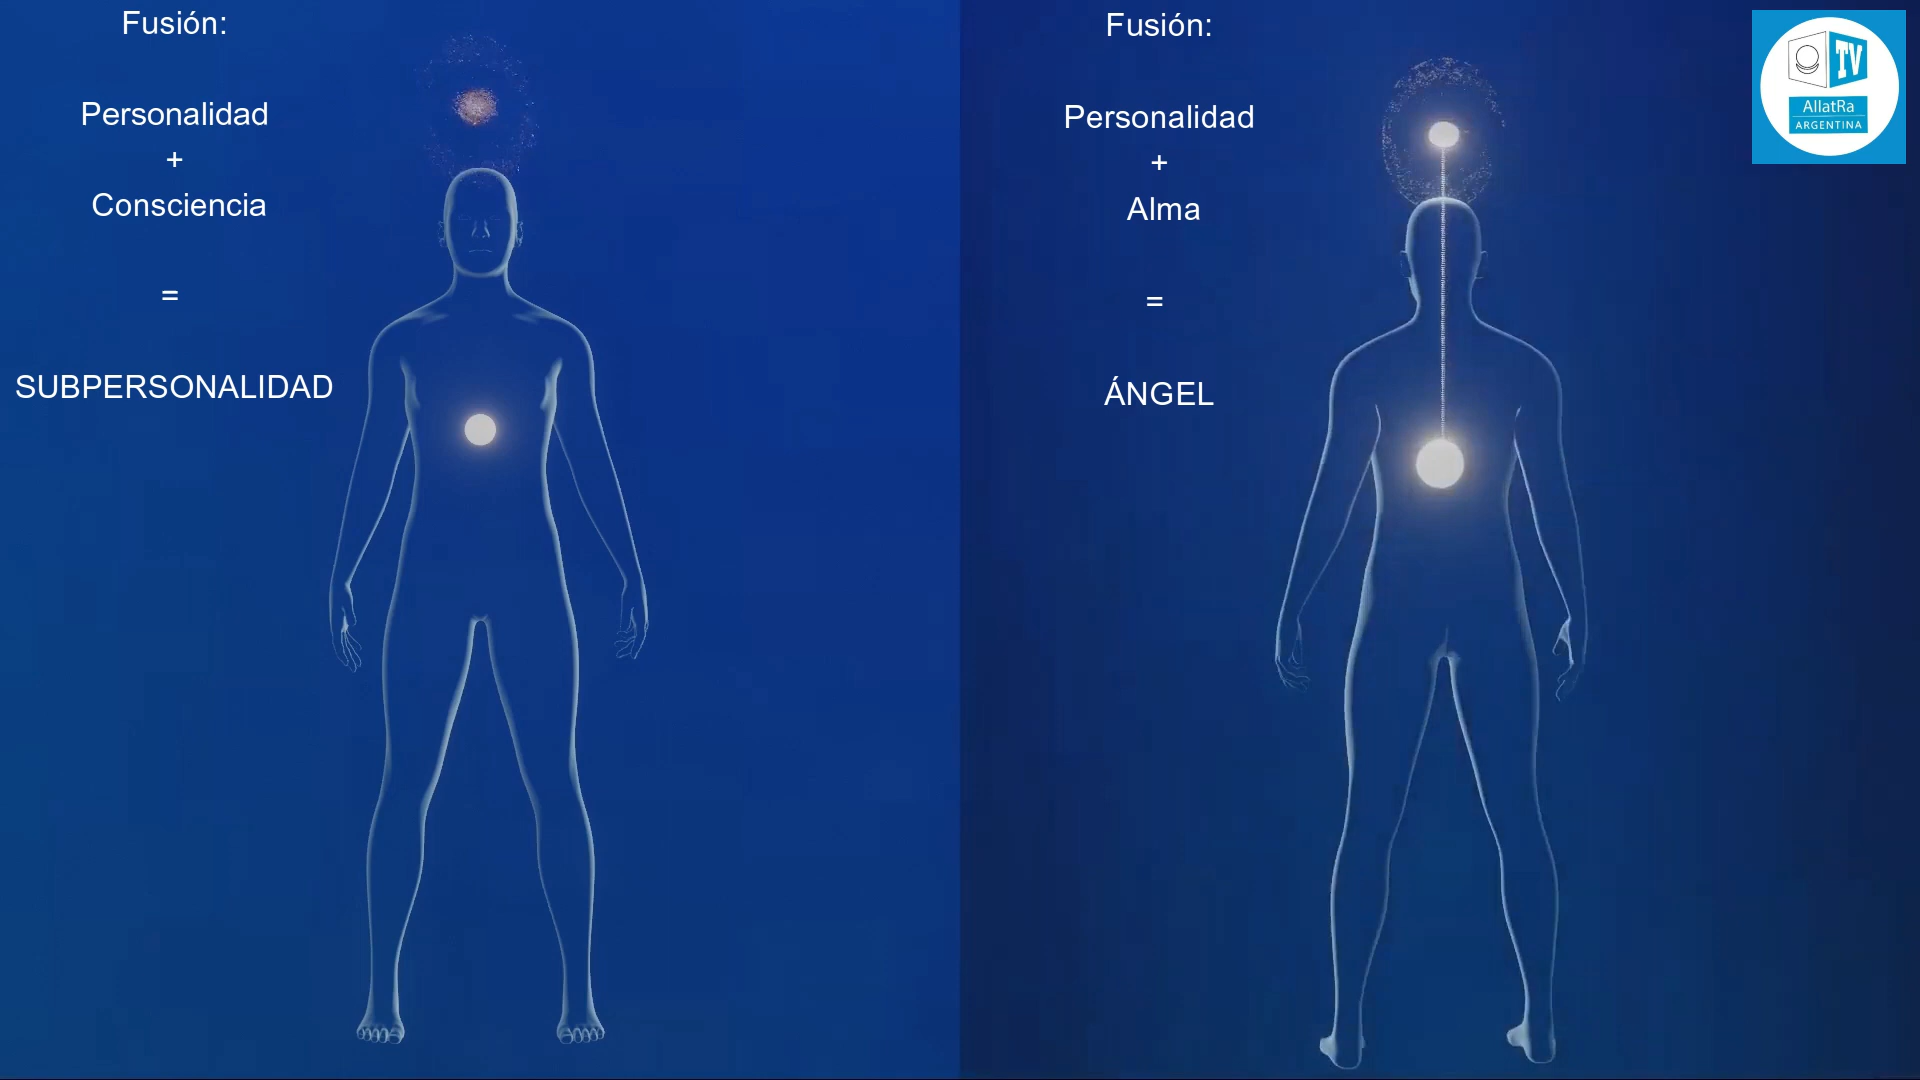 Fusión:
Personalidad
+
Consciencia
=
SUBPERSONALIDAD
Fusión:
Personalidad
+
Alma
=
ÁNGEL
TV
AllatRa
ARGENTINA